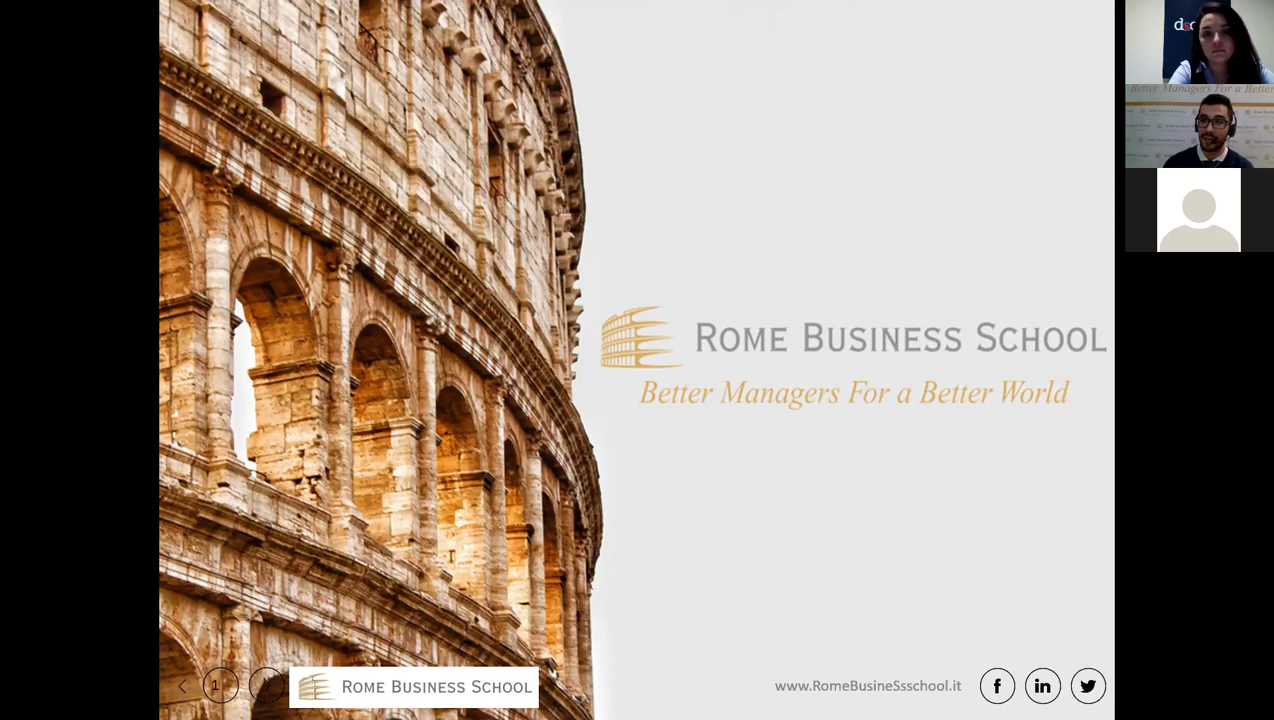 ROME BUSINESS SCHOOL
Better Managers For a Better World
1
ROME BUSINESS SCHOOL
www.RomeBusineSsschool.it
f
in
Better Managers For a Better